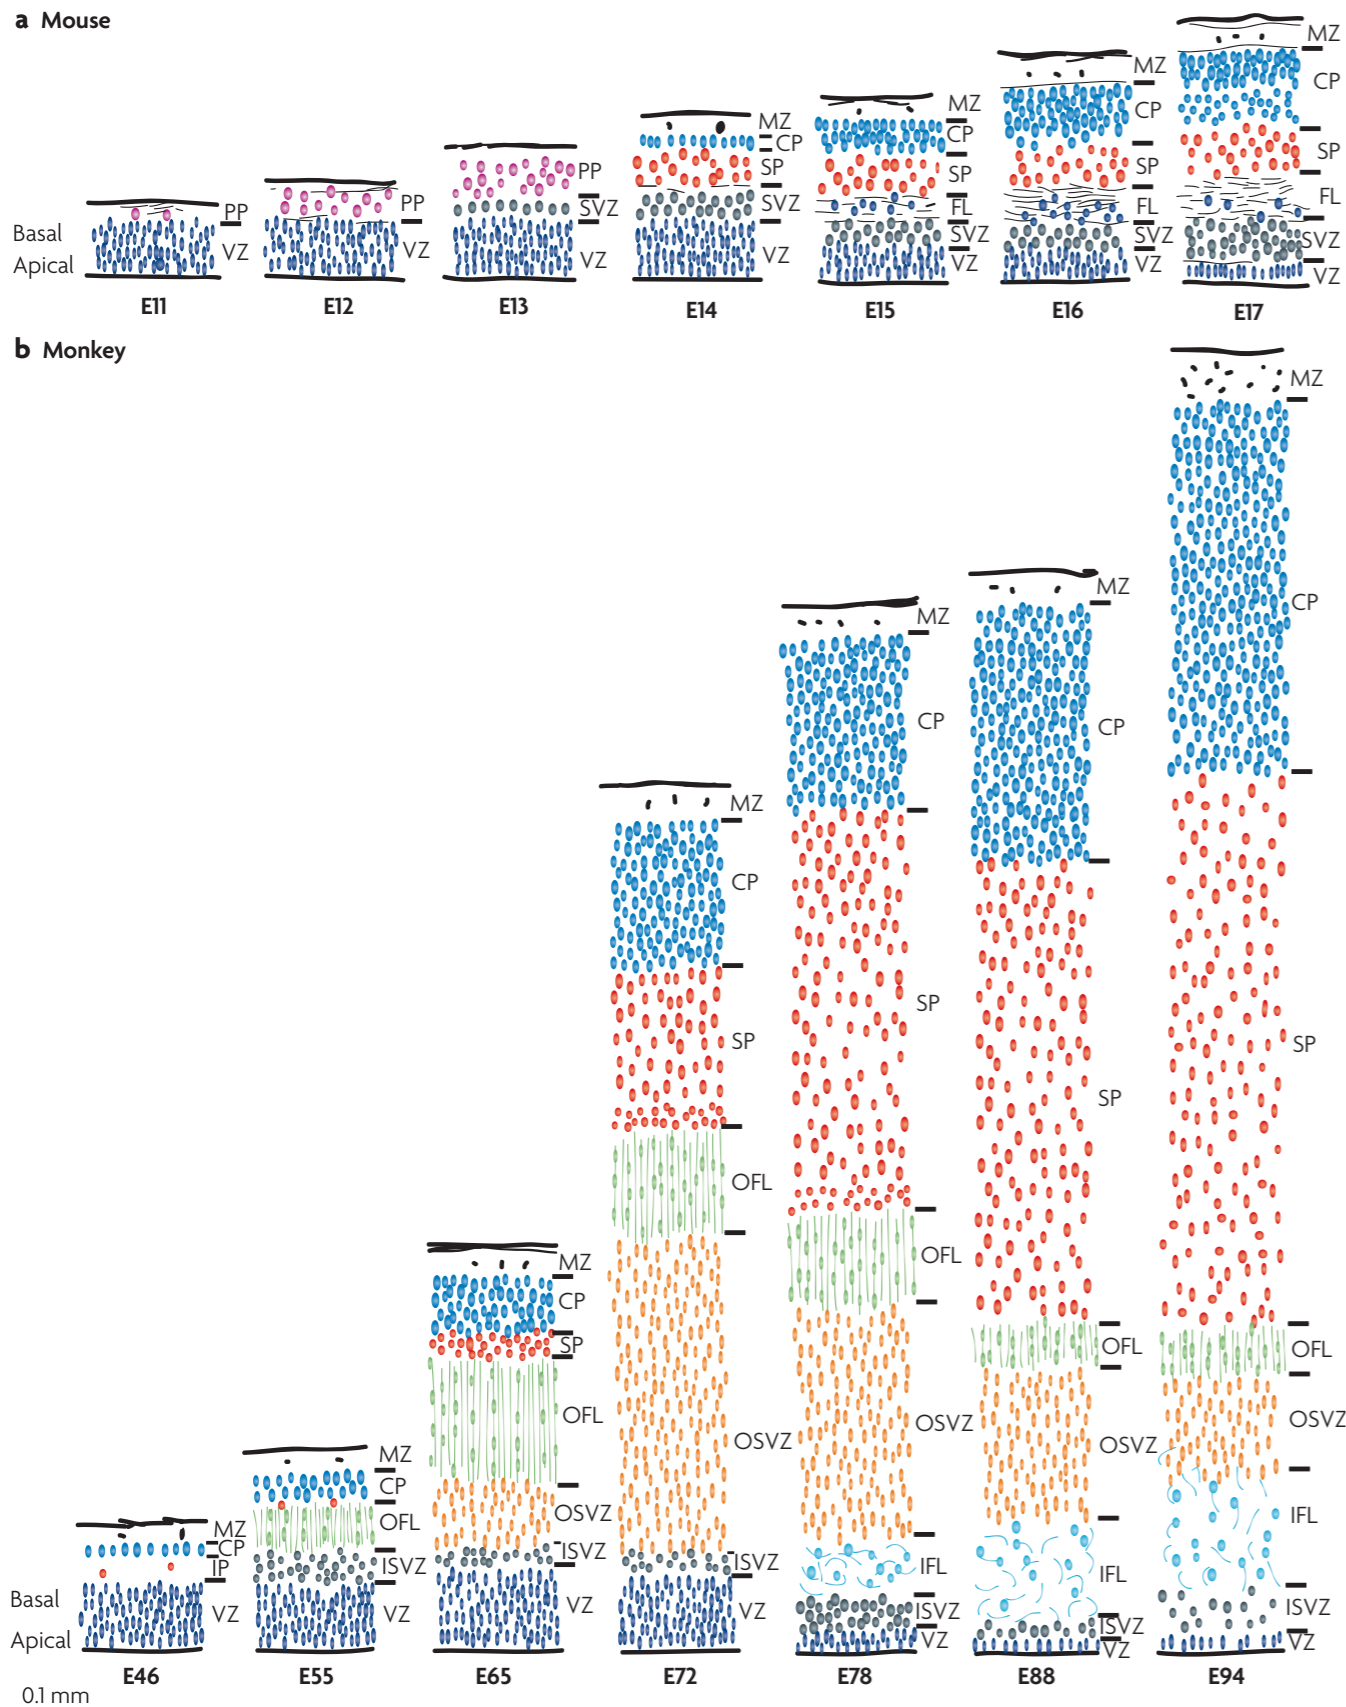 a Mouse
Basal
Apical
PP
VZ
E11
PP
VZ
E12
PP
SVZ
VZ
E13
MZ
CP
SP
SVZ
VZ
E14
MZ
CP
SP
FL
SVZ
VZ
E15
MZ
CP
SP
FL
SVZ
VZ
E16
MZ
CP
SP
FL
SVZ
VZ
E17
b Monkey
Basal
Apical
MZ
CP
IP
VZ
E46
MZ
CP
OFL
ISVZ
VZ
E55
MZ
CP
SP
OFL
OSVZ
ISVZ
VZ
E65
MZ
CP
SP
OFL
OSVZ
ISVZ
VZ
E72
MZ
CP
SP
OFL
OSVZ
IFL
ISVZ
VZ
E78
MZ
CP
SP
OFL
OSVZ
IFL
ISVZ
VZ
E88
MZ
CP
SP
OFL
OSVZ
IFL
ISVZ
VZ
E94
0.1 mm